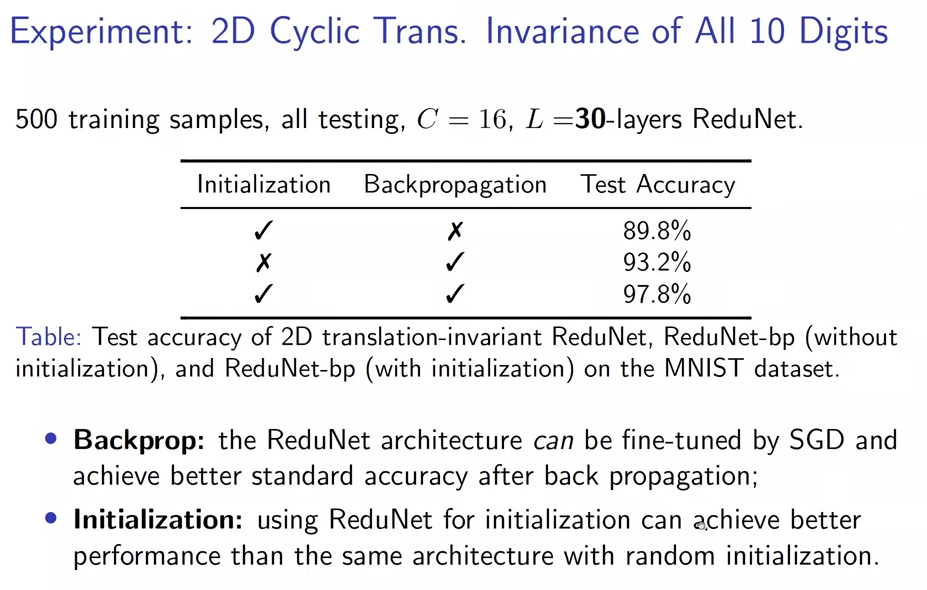 Experiment: 2D Cyclic Trans. Invariance of All 10 Digits
500 training samples, all testing, C = 16, L =30-layers ReduNet.
Initialization Backpropagation Test Accuracy
✓ ✗ 89.8%
✗ ✓ 93.2%
✓ ✓ 97.8%
Table: Test accuracy of 2D translation-invariant ReduNet, ReduNet-bp (without
initialization), and ReduNet-bp (with initialization) on the MNIST dataset.
• Backprop: the ReduNet architecture can be fine-tuned by SGD and
achieve better standard accuracy after back propagation;
• Initialization: using ReduNet for initialization can achieve better
performance than the same architecture with random initialization.